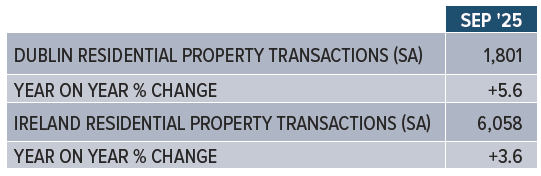 SEP '25
DUBLIN RESIDENTIAL PROPERTY TRANSACTIONS (SA) 1,801
YEAR ON YEAR % CHANGE +5.6
IRELAND RESIDENTIAL PROPERTY TRANSACTIONS (SA) 6,058
YEAR ON YEAR % CHANGE +3.6